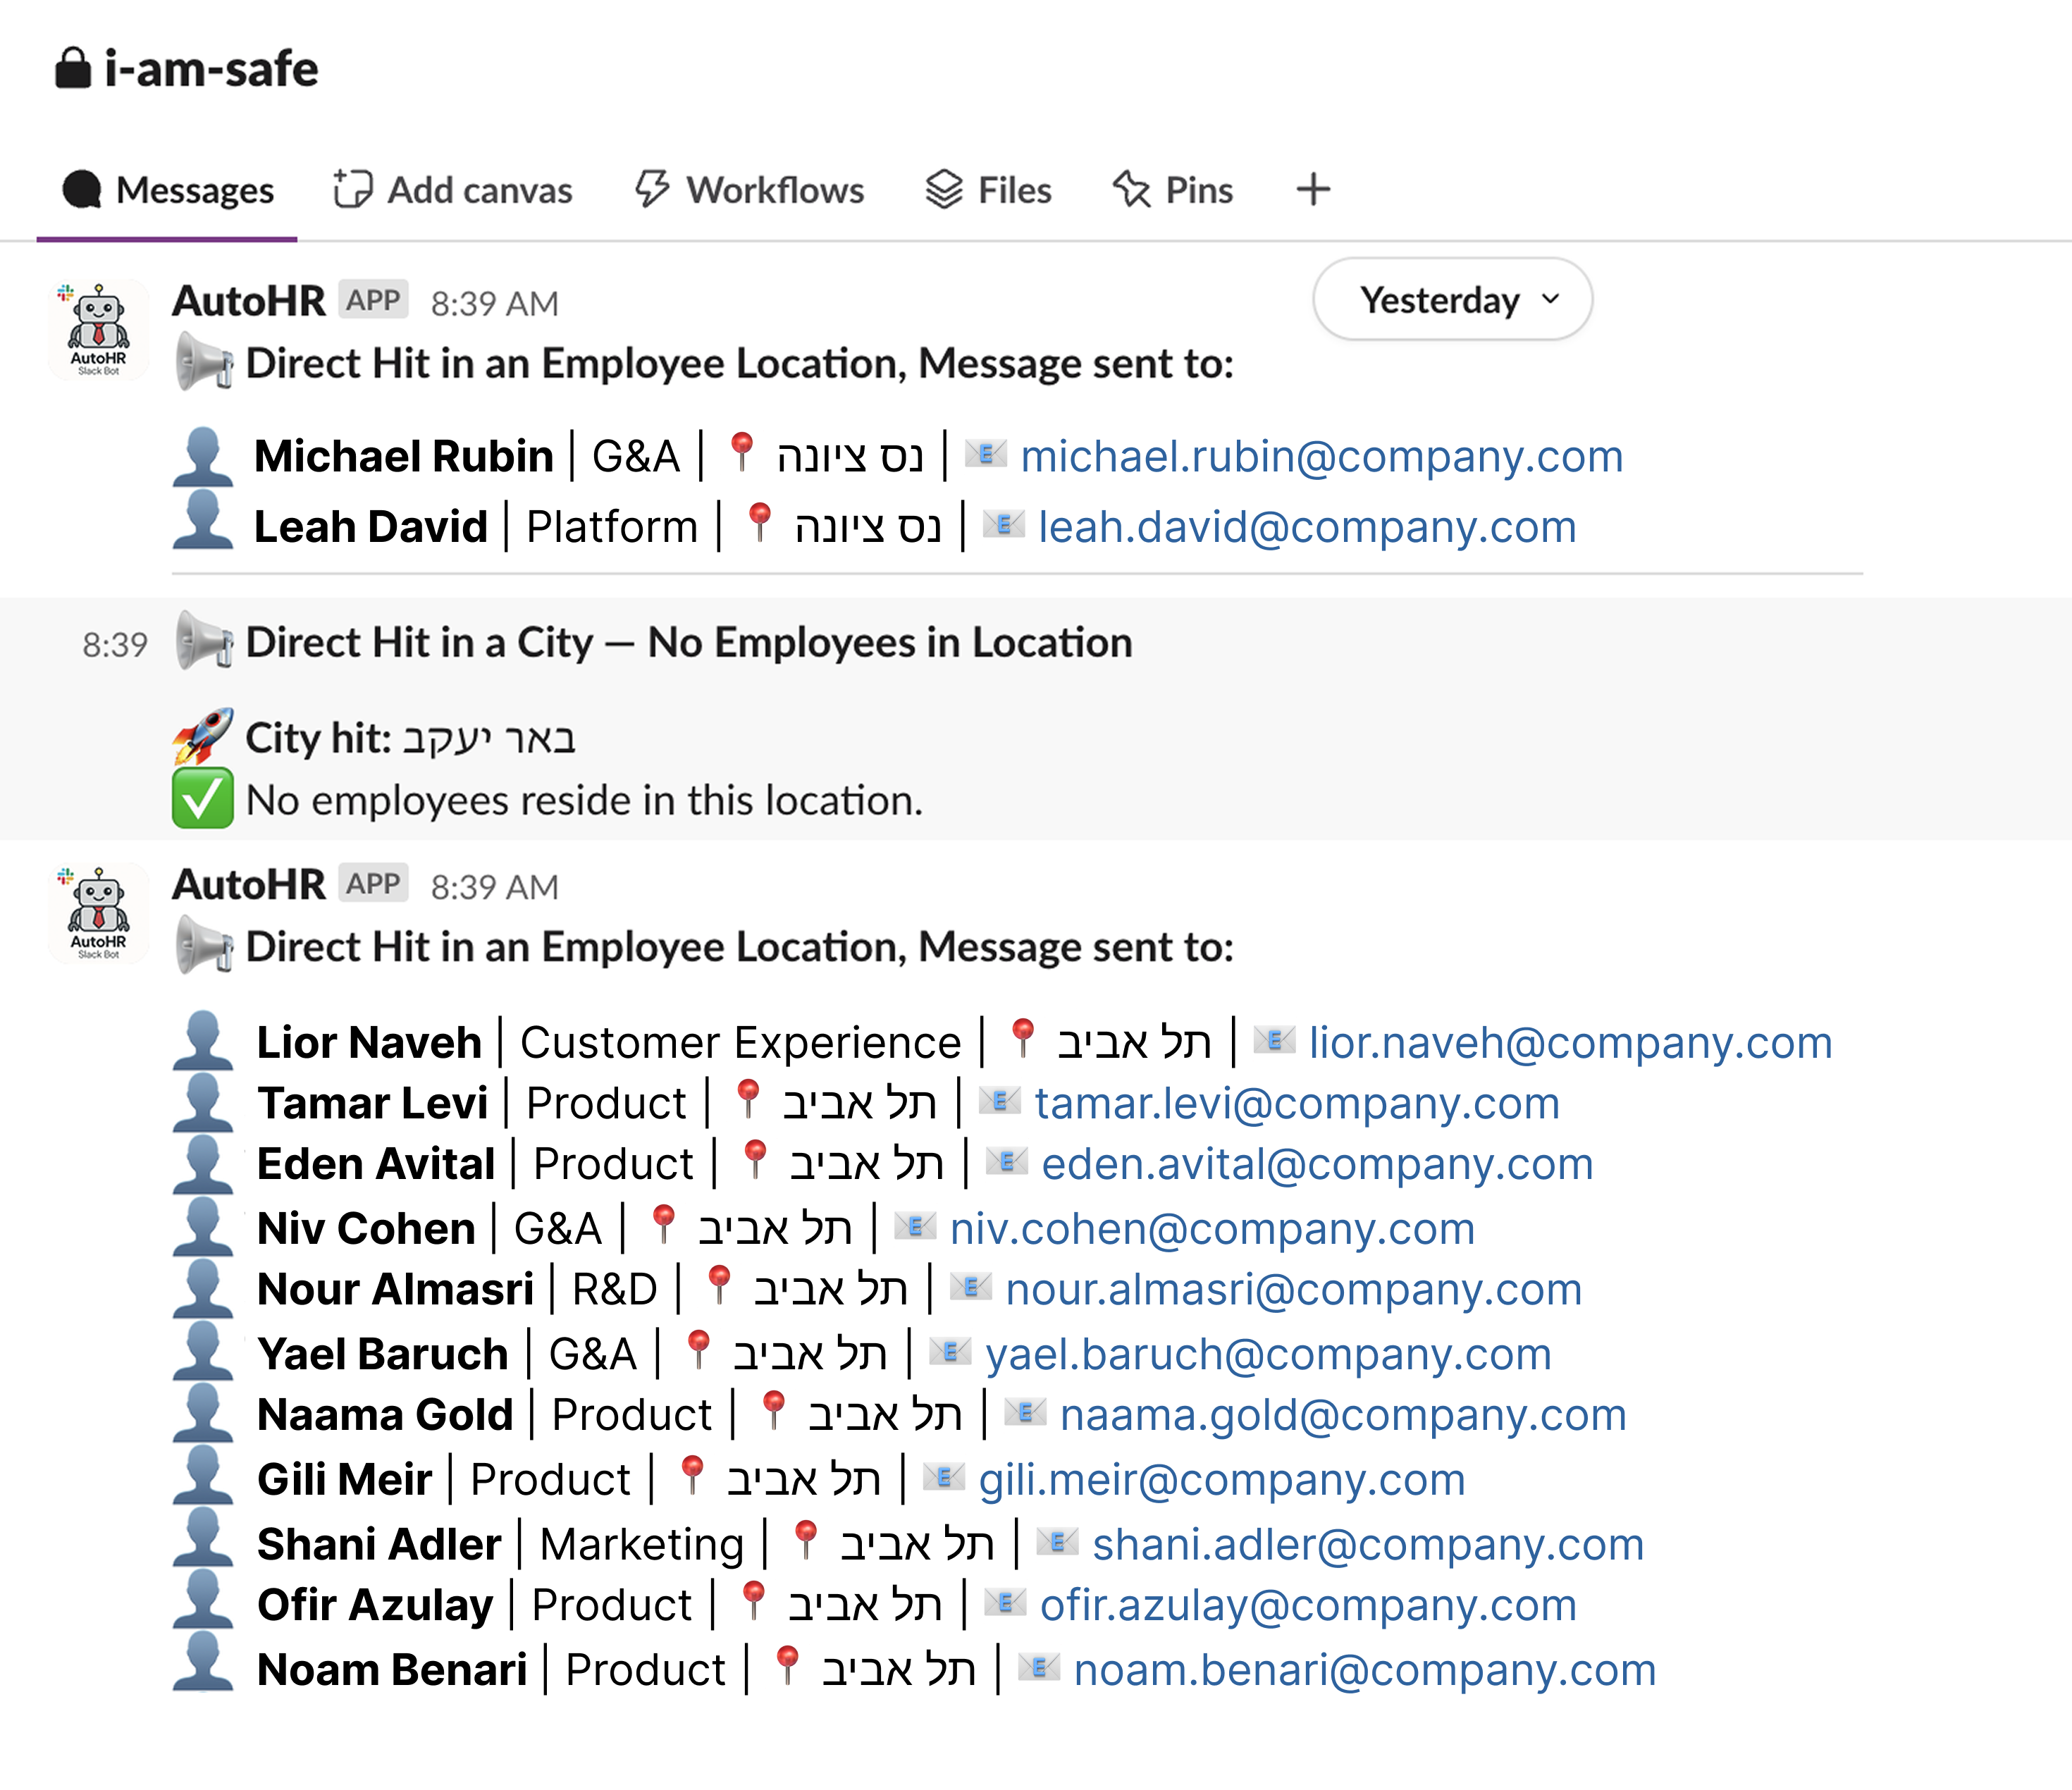 i-am-safe
Messages Add canvas Workflows Files Pins +
AutoHR APP 8:39 AM
Yesterday
AutoHR
Slack Bot
Direct Hit in an Employee Location, Message sent to:
Michael Rubin | G&A | נס ציונה | michael.rubin@company.com
Leah David | Platform | נס ציונה | leah.david@company.com
8:39 Direct Hit in a City — No Employees in Location
City hit: באר יעקב
No employees reside in this location.
AutoHR APP 8:39 AM
AutoHR
Slack Bot
Direct Hit in an Employee Location, Message sent to:
Lior Naveh | Customer Experience | תל אביב | lior.naveh@company.com
Tamar Levi | Product | תל אביב | tamar.levi@company.com
Eden Avital | Product | תל אביב | eden.avital@company.com
Niv Cohen | G&A | תל אביב | niv.cohen@company.com
Nour Almasri | R&D | תל אביב | nour.almasri@company.com
Yael Baruch | G&A | תל אביב | yael.baruch@company.com
Naama Gold | Product | תל אביב | naama.gold@company.com
Gili Meir | Product | תל אביב | gili.meir@company.com
Shani Adler | Marketing | תל אביב | shani.adler@company.com
Ofir Azulay | Product | תל אביב | ofir.azulay@company.com
Noam Benari | Product | תל אביב | noam.benari@company.com